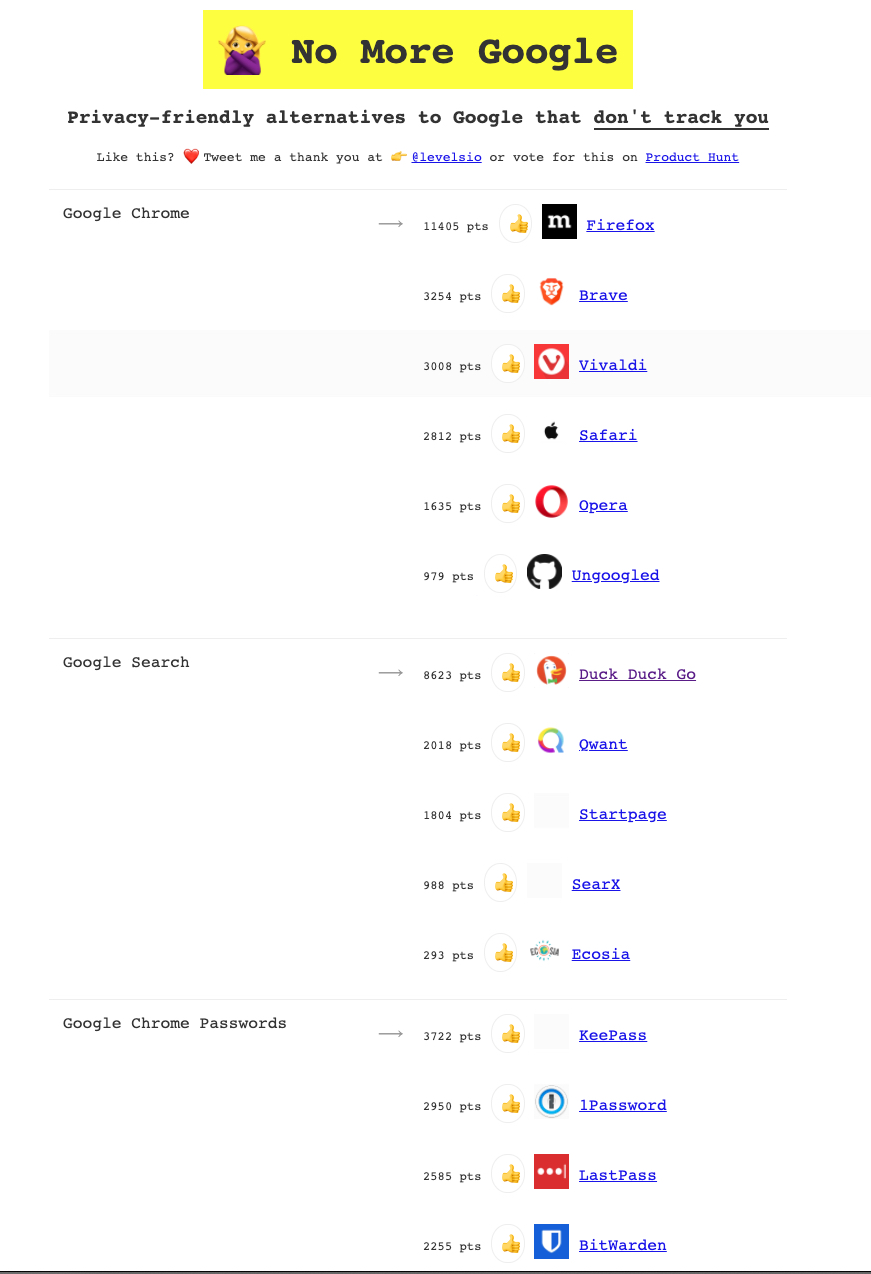 No More Google
Privacy-friendly alternatives to Google that don't track you
Like this? ❤️ Tweet me a thank you at 👉 @levelsio or vote for this on Product Hunt
Google Chrome → 11405 pts 👍 m Firefox
3254 pts 👍 Brave
3008 pts 👍 Vivaldi
2812 pts 👍 Safari
1635 pts 👍 Opera
979 pts 👍 Ungoogled
Google Search → 8623 pts 👍 Duck Duck Go
2018 pts 👍 Qwant
1804 pts 👍 Startpage
988 pts 👍 SearX
293 pts 👍 ECOSIA Ecosia
Google Chrome Passwords → 3722 pts 👍 KeePass
2950 pts 👍 1Password
2585 pts 👍 LastPass
2255 pts 👍 BitWarden